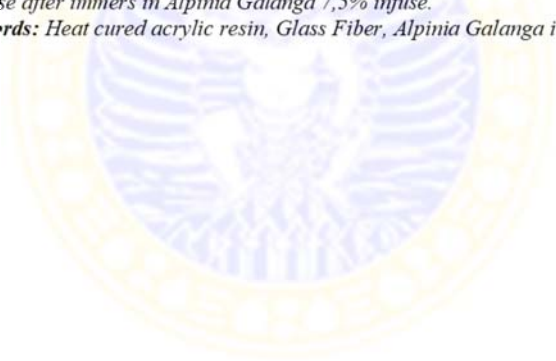 se after immers in Alpinia Galanga 7,5% infuse.
ords: Heat cured acrylic resin, Glass Fiber, Alpinia Galanga i